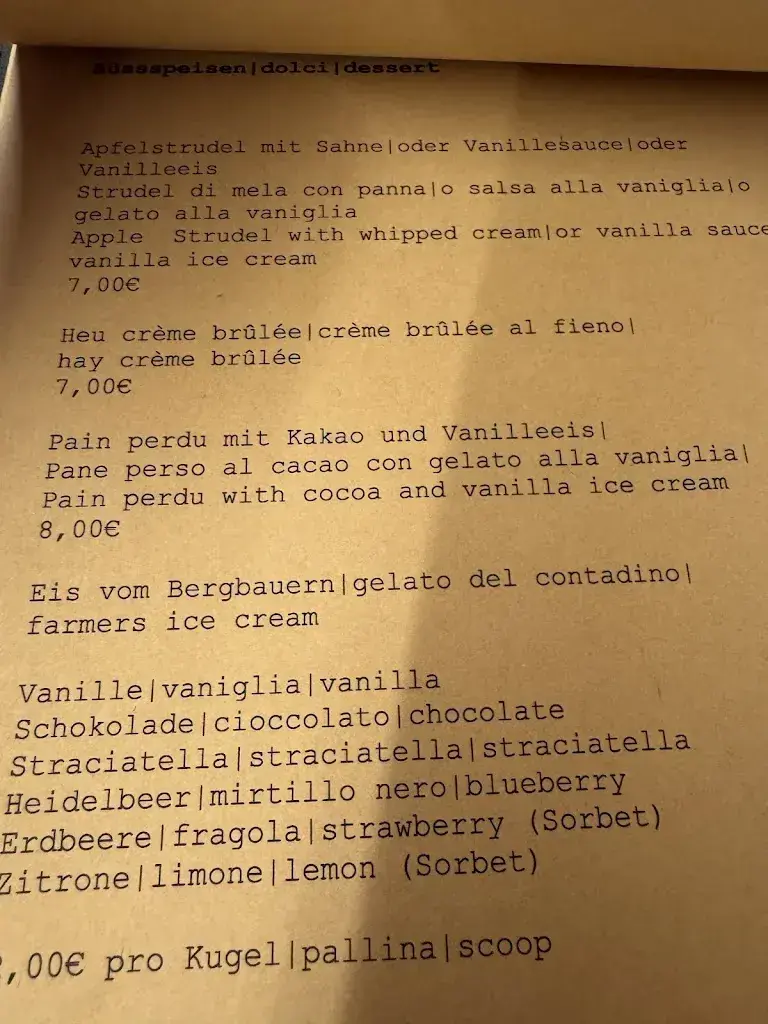 Süssspeisen|dolci|dessert
Apfelstrudel mit Sahne|oder Vanillesauce|oder
Vanilleeis
Strudel di mela con panna|o salsa alla vaniglia|o
gelato alla vaniglia
Apple Strudel with whipped cream|or vanilla sauce
vanilla ice cream
7,00€
Heu crème brûlée|crème brûlée al fieno|
hay crème brûlée
7,00€
Pain perdu mit Kakao und Vanilleeis|
Pane perso al cacao con gelato alla vaniglia|
Pain perdu with cocoa and vanilla ice cream
8,00€
Eis vom Bergbauern|gelato del contadino|
farmers ice cream
Vanille|vaniglia|vanilla
Schokolade|cioccolato|chocolate
Straciatella|straciatella|straciatella
Heidelbeer|mirtillo nero|blueberry
Erdbeere|fragola|strawberry (Sorbet)
Zitrone|limone|lemon (Sorbet)
,00€ pro Kugel|pallina|scoop